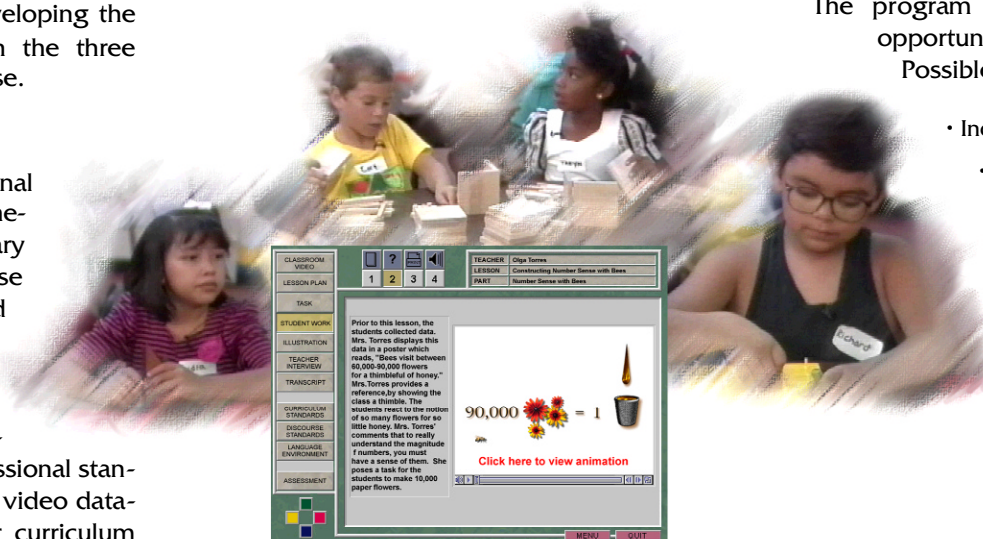 veloping the
the three
se.
The program
opportun
Possible
• Inc
nal
ne-
ary
se
d
CLASSROOM
VIDEO
LESSON PLAN
TASK
STUDENT WORK
ILLUSTRATION
TEACHER
INTERVIEW
TRANSCRIPT
CURRICULUM
STANDARDS
DISCOURSE
STANDARDS
LANGUAGE
ENVIRONMENT
ASSESSMENT
?
1 2 3 4
TEACHER Olga Torres
LESSON Constructing Number Sense with Bees
PART Number Sense with Bees
Prior to this lesson, the
students collected data.
Mrs. Torres displays this
data in a poster which
reads, "Bees visit between
60,000-90,000 flowers
for a thimbleful of honey."
Mrs.Torres provides a
reference,by showing the
class a thimble. The
students react to the notion
of so many flowers for so
little honey. Mrs. Torres'
comments that to really
understand the magnitude
f numbers, you must
have a sense of them. She
poses a task for the
students to make 10,000
paper flowers.
90,000 = 1
Click here to view animation
MENU QUIT
Richard
-
ssional stan-
video data-
curriculum